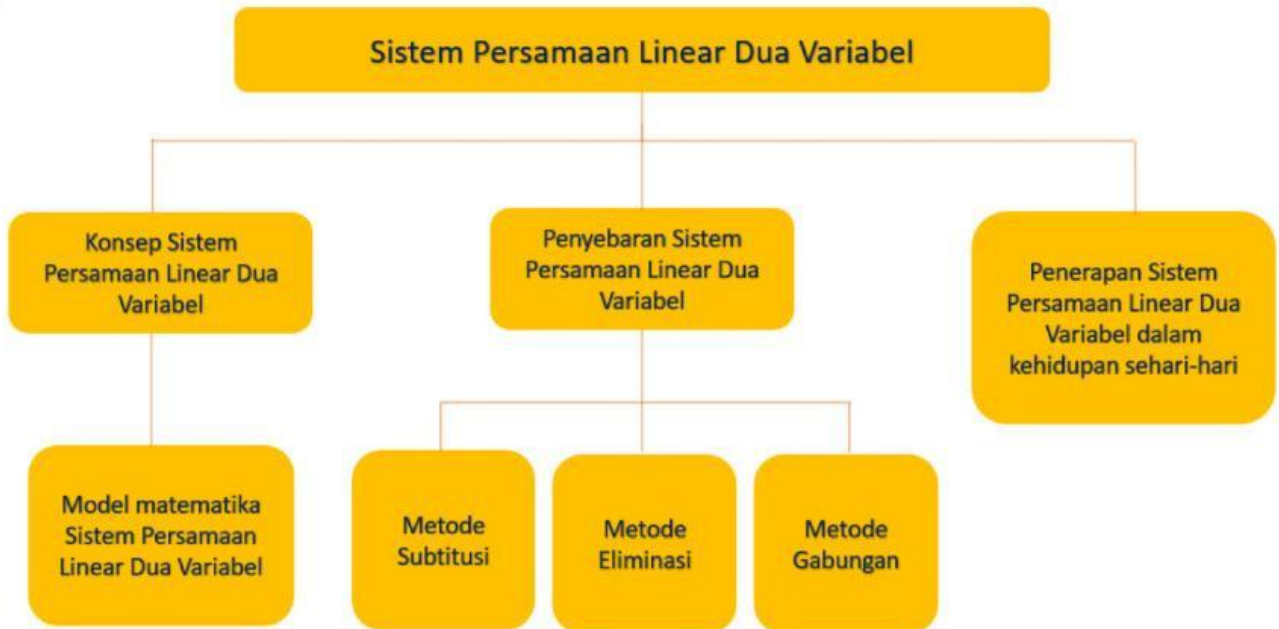 Sistem Persamaan Linear Dua Variabel
Konsep Sistem
Persamaan Linear Dua
Variabel
Penyebaran Sistem
Persamaan Linear Dua
Variabel
Penerapan Sistem
Persamaan Linear Dua
Variabel dalam
kehidupan sehari-hari
Model matematika
Sistem Persamaan
Linear Dua Variabel
Metode
Subtitusi
Metode
Eliminasi
Metode
Gabungan